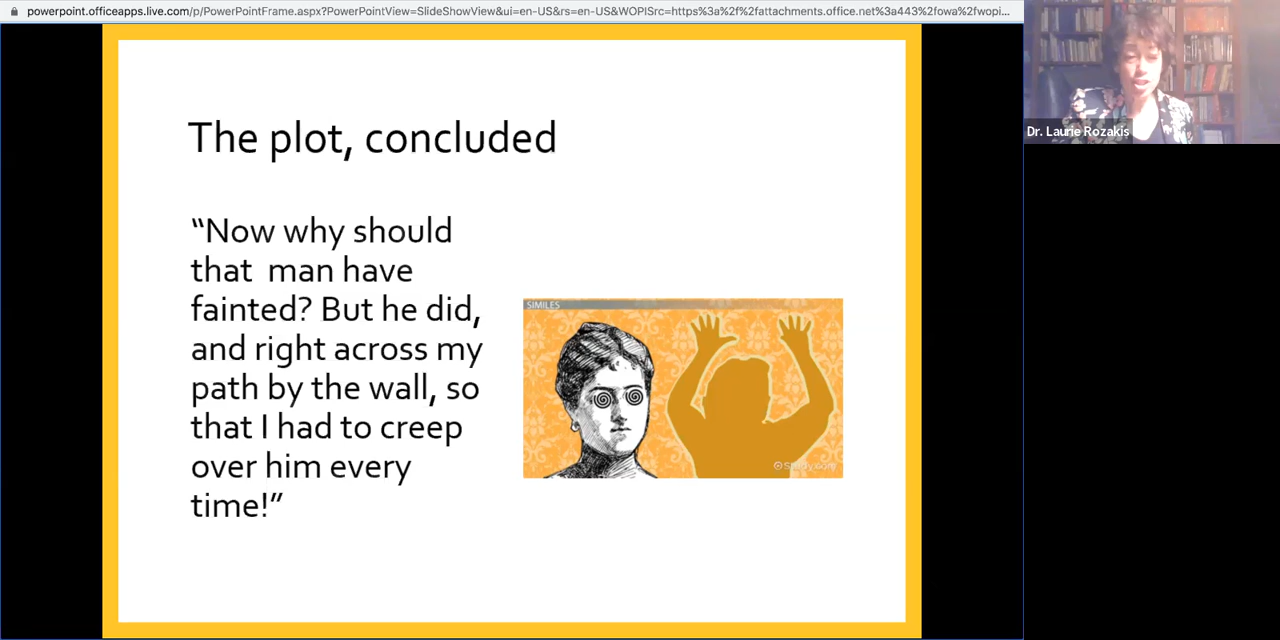 powerpoint.officeapps.live.com/p/PowerPointFrame.aspx?PowerPointView=SlideShowView&ui=en-US&rs=en-US&WOPISrc=https%3a%2f%2fattachments.office.net%3a443%2fowa%2fwopi...
Dr. Laurie Rozakis
The plot, concluded
“Now why should
that  man have
fainted? But he did,
and right across my
path by the wall, so
that I had to creep
over him every
time!”
SIMILES
Study.com